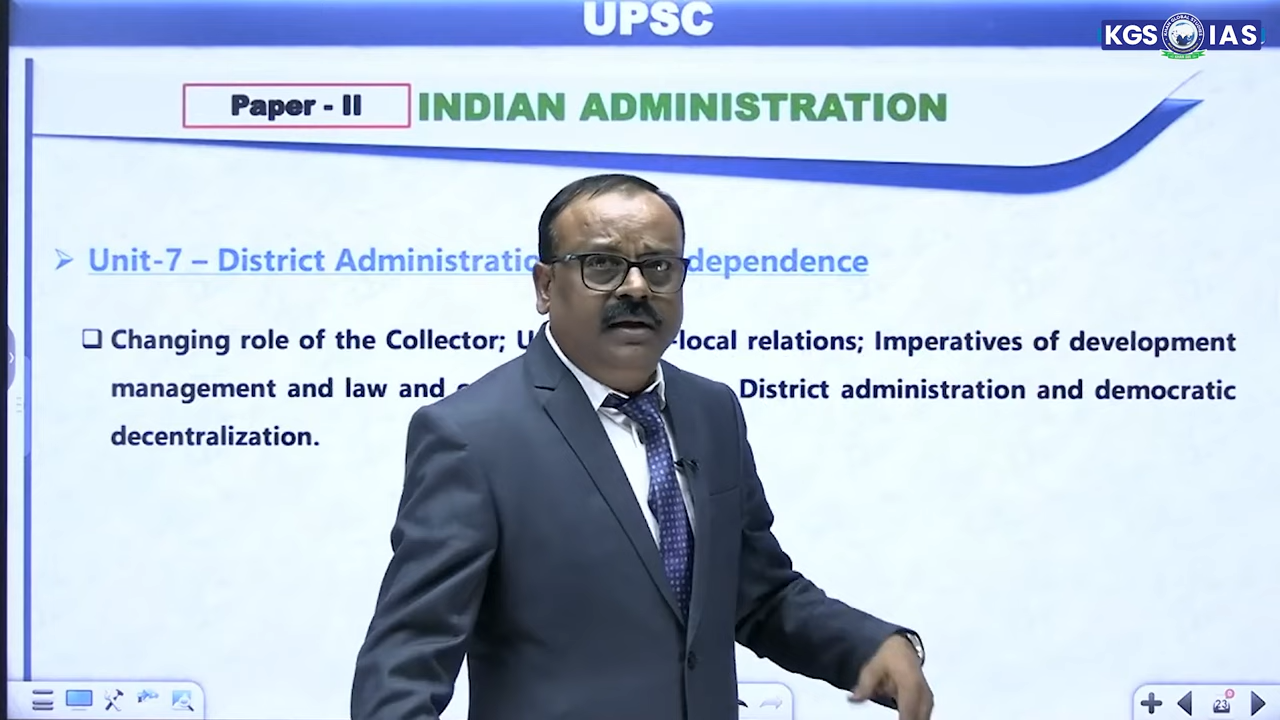 UPSC
KGS IAS
Paper - II INDIAN ADMINISTRATION
Unit-7 – District Administratio dependence
Changing role of the Collector; U -local relations; Imperatives of development
management and law and District administration and democratic
decentralization.
23